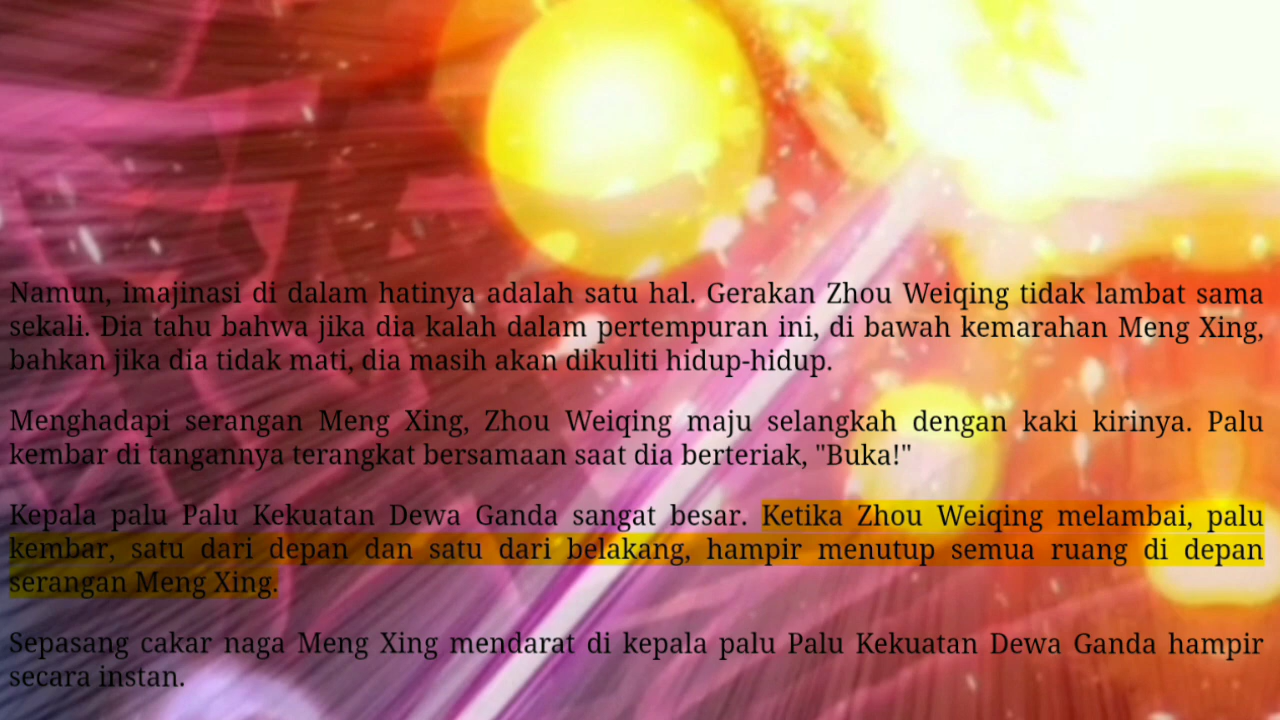 Namun, imajinasi di dalam hatinya adalah satu hal. Gerakan Zhou Weiqing tidak lambat sama
sekali. Dia tahu bahwa jika dia kalah dalam pertempuran ini, di bawah kemarahan Meng Xing,
bahkan jika dia tidak mati, dia masih akan dikuliti hidup-hidup.
Menghadapi serangan Meng Xing, Zhou Weiqing maju selangkah dengan kaki kirinya. Palu
kembar di tangannya terangkat bersamaan saat dia berteriak, "Buka!"
Kepala palu Palu Kekuatan Dewa Ganda sangat besar. Ketika Zhou Weiqing melambai, palu
kembar, satu dari depan dan satu dari belakang, hampir menutup semua ruang di depan
serangan Meng Xing.
Sepasang cakar naga Meng Xing mendarat di kepala palu Palu Kekuatan Dewa Ganda hampir
secara instan.